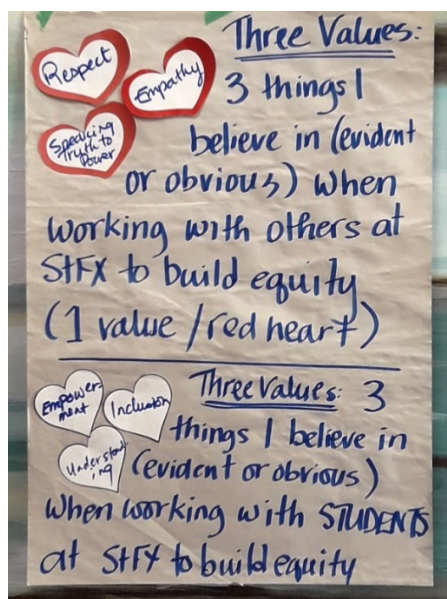 Three Values:
Respect
Empathy
3 things I
Speaking
Truth to
Power
believe in (evident
or obvious) when
working with others at
StFX to build equity
(1 value / red heart)
Three Values: 3
Empower-
ment
Inclusion
things I believe in
Understand-
ing
(evident or obvious)
when working with STUDENTS
at StFX to build equity